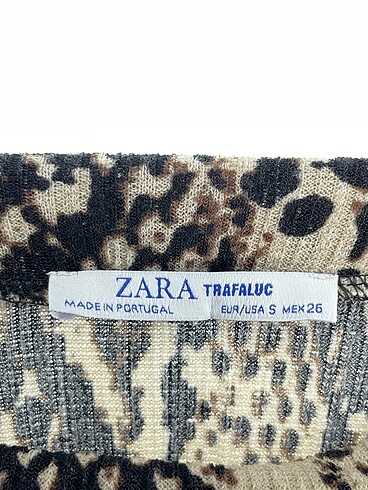 ZARA TRAFALUC
MADE IN PORTUGAL EUR/USA S MEX 26